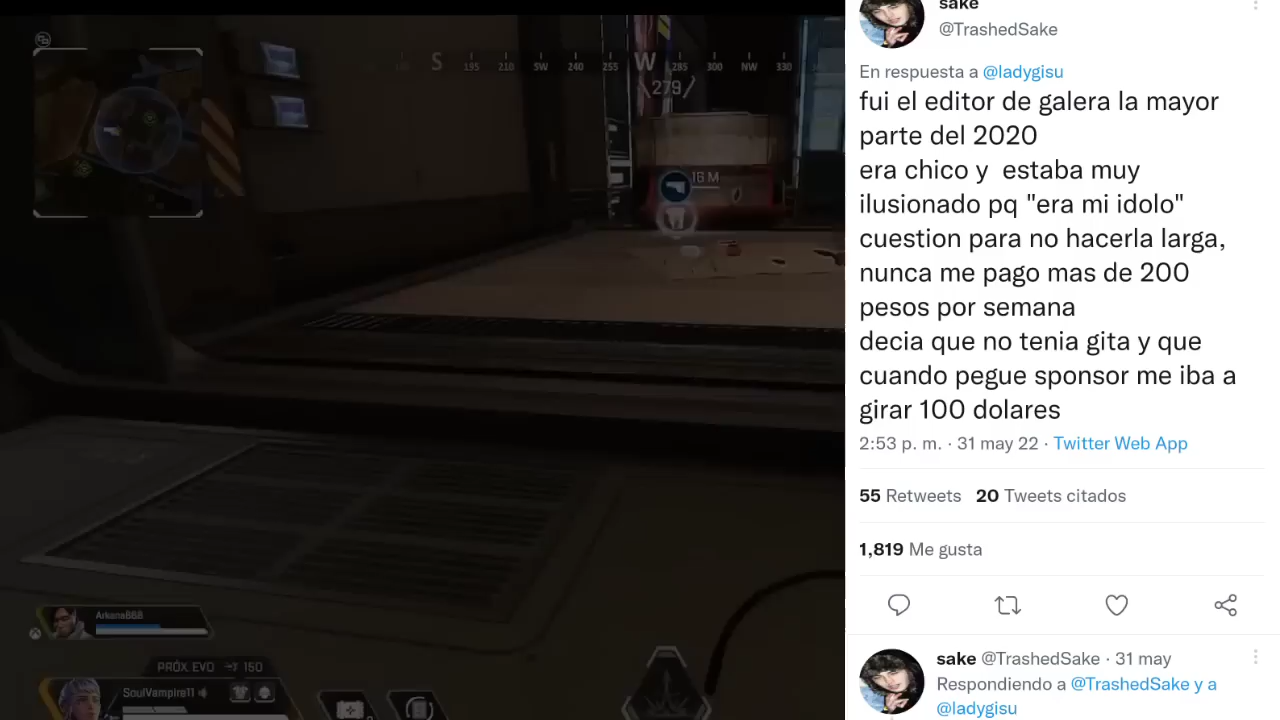 S 195 210 SW 240 255 W 285 300 NW 330
279
16 M
Arkana888
PRÓX EVO 150
SoulVampire11
sake
@TrashedSake
En respuesta a @ladygisu
fui el editor de galera la mayor
parte del 2020
era chico y estaba muy
ilusionado pq "era mi idolo"
cuestion para no hacerla larga,
nunca me pago mas de 200
pesos por semana
decia que no tenia gita y que
cuando pegue sponsor me iba a
girar 100 dolares
2:53 p. m. · 31 may 22 · Twitter Web App
55 Retweets 20 Tweets citados
1,819 Me gusta
sake @TrashedSake · 31 may
Respondiendo a @TrashedSake y a
@ladygisu